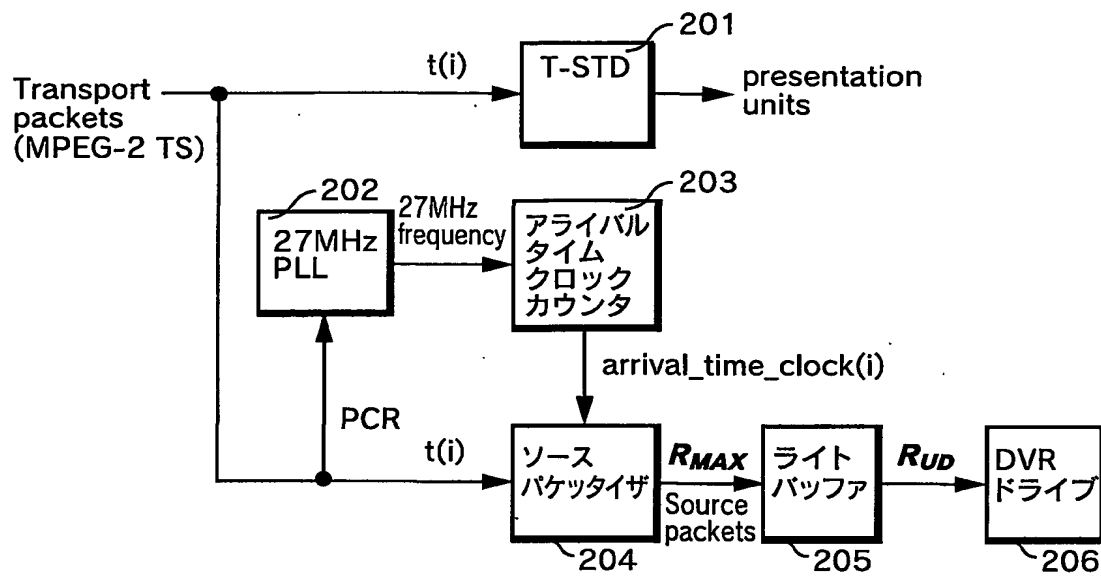 201
t(i)
T-STD
Transport
packets
(MPEG-2 TS)
presentation
units
202
27MHz
PLL
27MHz
frequency
203
アライバル
タイム
クロック
カウンタ
arrival_time_clock(i)
PCR
t(i)
ソース
パケッタイザ
204
RMAX
Source
packets
ライト
バッファ
205
RUD
DVR
ドライブ
206